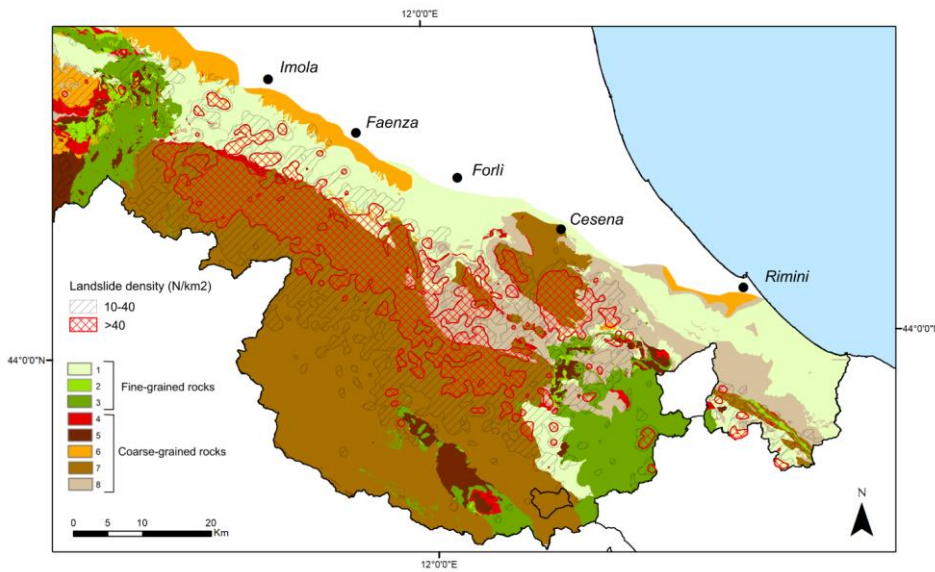 12°0'0"E
Imola
Faenza
Forlì
Cesena
Rimini
Landslide density (N/km2)
10-40
>40
44°0'0"N
44°0'0"N
1
2
3
4
5
6
7
8
Fine-grained rocks
Coarse-grained rocks
0 5 10 20
Km
N
12°0'0"E